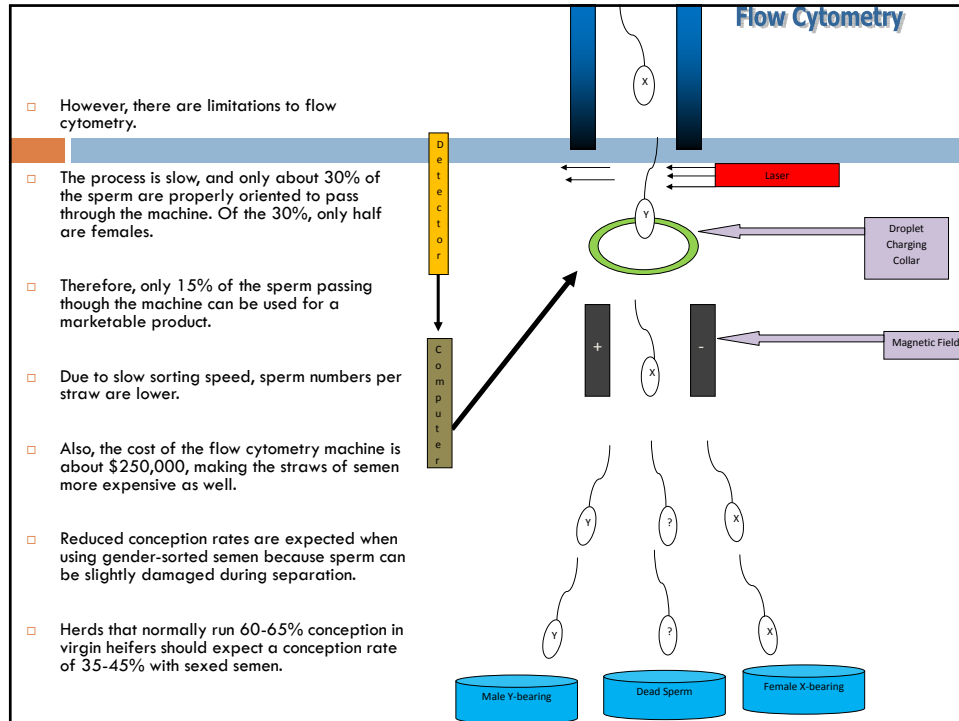 Flow Cytometry
However, there are limitations to flow
cytometry.
The process is slow, and only about 30% of
the sperm are properly oriented to pass
through the machine. Of the 30%, only half
are females.
Therefore, only 15% of the sperm passing
though the machine can be used for a
marketable product.
Due to slow sorting speed, sperm numbers per
straw are lower.
Also, the cost of the flow cytometry machine is
about $250,000, making the straws of semen
more expensive as well.
Reduced conception rates are expected when
using gender-sorted semen because sperm can
be slightly damaged during separation.
Herds that normally run 60-65% conception in
virgin heifers should expect a conception rate
of 35-45% with sexed semen.
X
Detector
Laser
Y
Droplet
Charging
Collar
Computer
+
-
X
Magnetic Field
Y
?
X
Y
?
X
Male Y-bearing
Dead Sperm
Female X-bearing